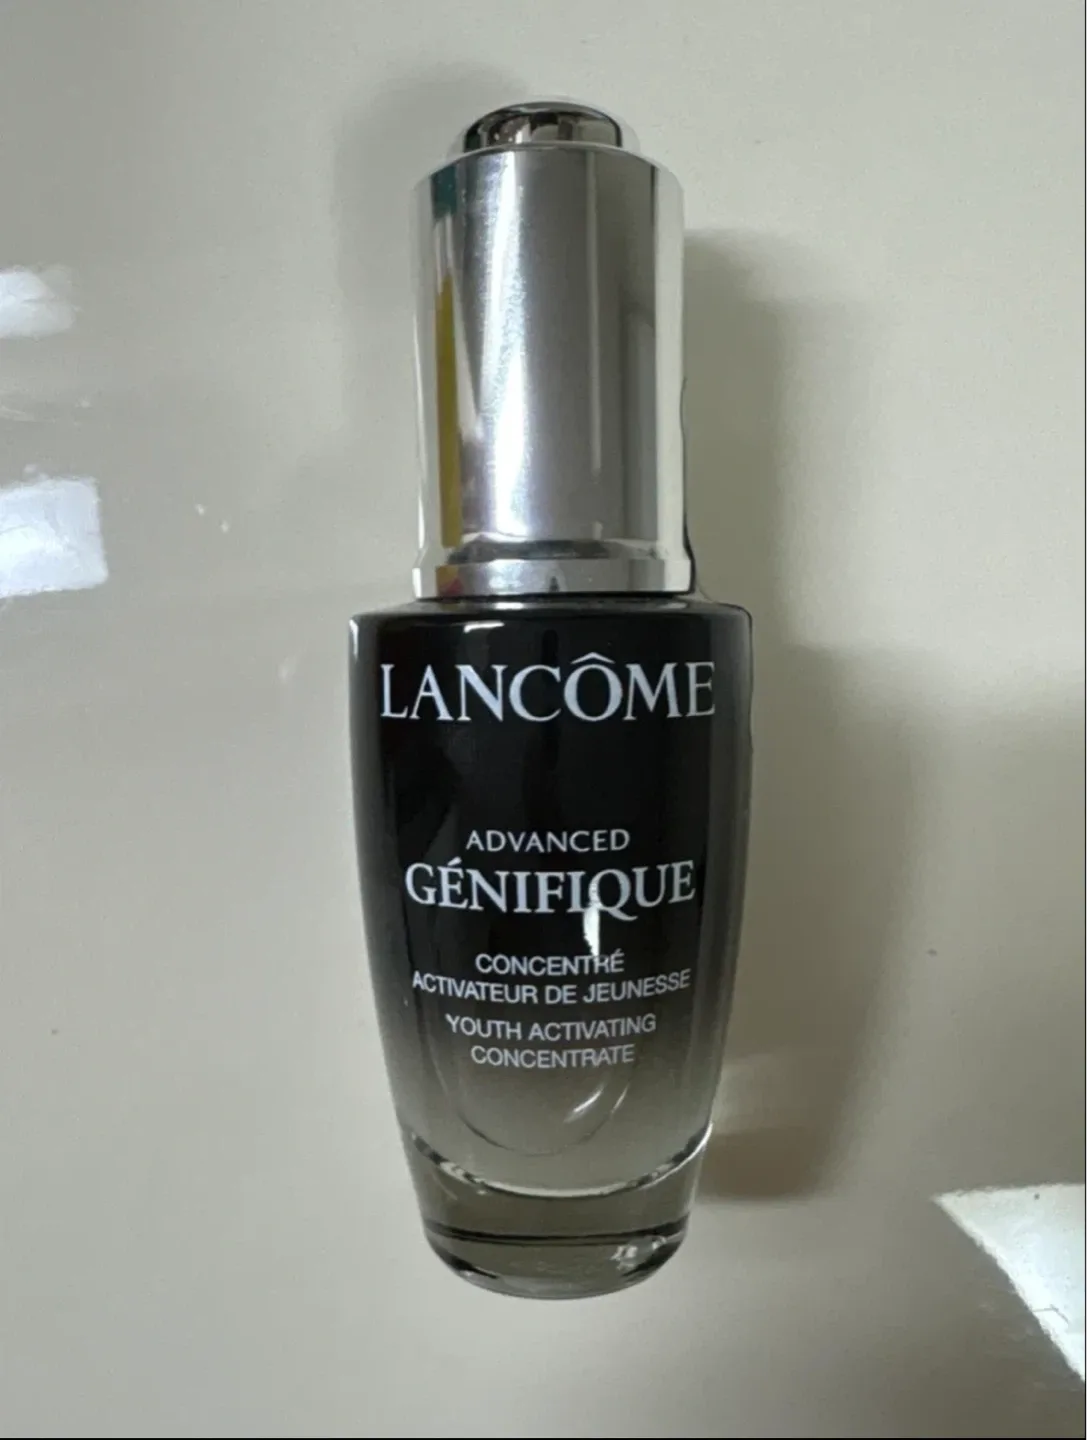 LANCÔME
ADVANCED
GÉNIFIQUE
CONCENTRÉ
ACTIVATEUR DE JEUNESSE
YOUTH ACTIVATING
CONCENTRATE